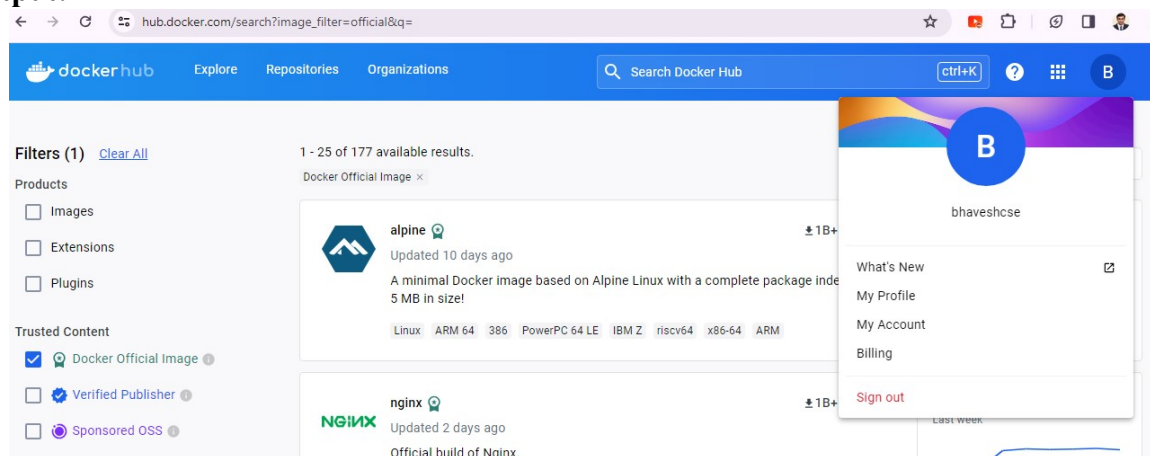 hub.docker.com/search?image_filter=official&q=
dockerhub Explore Repositories Organizations Search Docker Hub ctrl+K ? B
B
bhaveshcse
What's New
My Profile
My Account
Billing
Sign out
Filters (1) Clear All
Products
Images
Extensions
Plugins
Trusted Content
Docker Official Image
Verified Publisher
Sponsored OSS
1 - 25 of 177 available results.
Docker Official Image ×
alpine 1B+
Updated 10 days ago
A minimal Docker image based on Alpine Linux with a complete package inde
5 MB in size!
Linux ARM 64 386 PowerPC 64 LE IBM Z riscv64 x86-64 ARM
NGINX
nginx 1B+
Updated 2 days ago
Official build of Nginx.
Last week